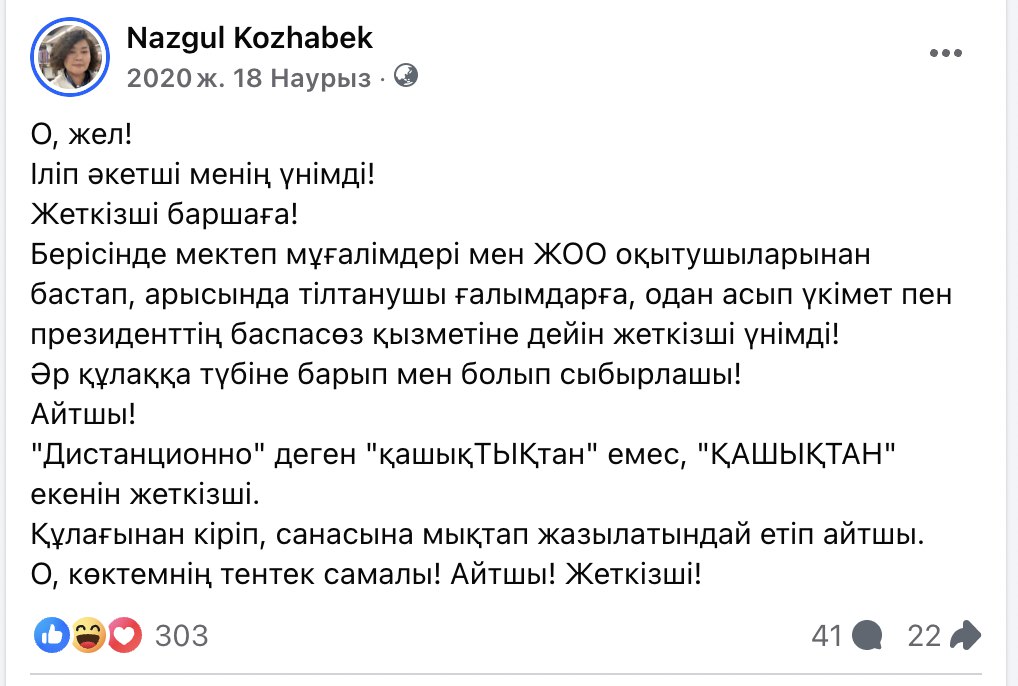 Nazgul Kozhabek
2020 ж. 18 Наурыз ·
О, жел!
Іліп әкетші менің үнімді!
Жеткізші баршаға!
Берісінде мектеп мұғалімдері мен ЖОО оқытушыларынан
бастап, арысында тілтанушы ғалымдарға, одан асып үкімет пен
президенттің баспасөз қызметіне дейін жеткізші үнімді!
Әр құлаққа түбіне барып мен болып сыбырлашы!
Айтшы!
"Дистанционно" деген "қашықТЫҚтан" емес, "ҚАШЫҚТАН"
екенін жеткізші.
Құлағынан кіріп, санасына мықтап жазылатындай етіп айтшы.
О, көктемнің тентек самалы! Айтшы! Жеткізші!
303 41 22